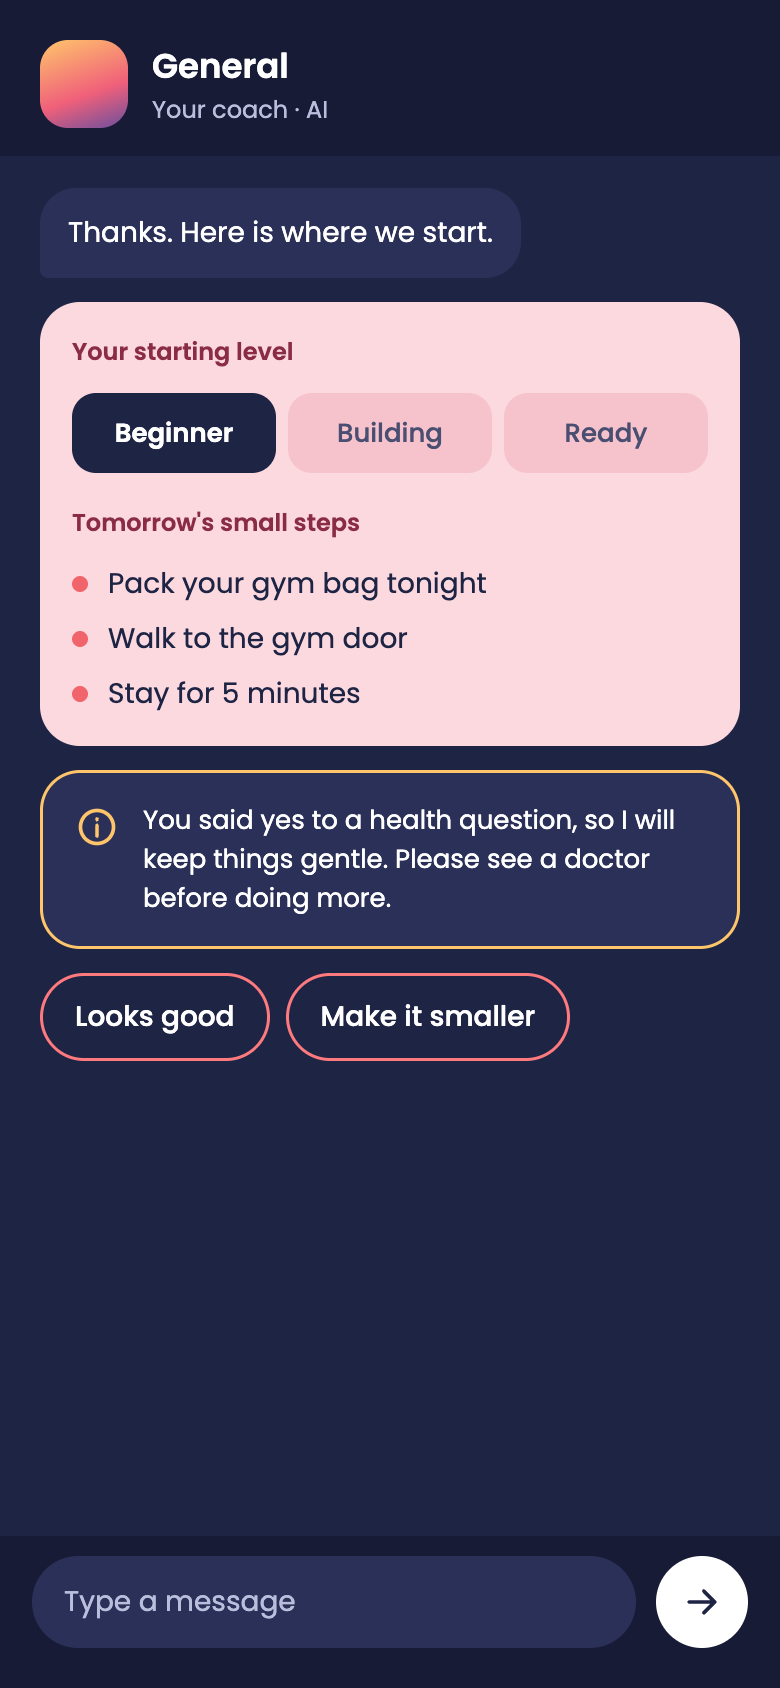 General
Your coach · AI
Thanks. Here is where we start.
Your starting level
Beginner
Building
Ready
Tomorrow's small steps
Pack your gym bag tonight
Walk to the gym door
Stay for 5 minutes
You said yes to a health question, so I will
keep things gentle. Please see a doctor
before doing more.
Looks good
Make it smaller
Type a message